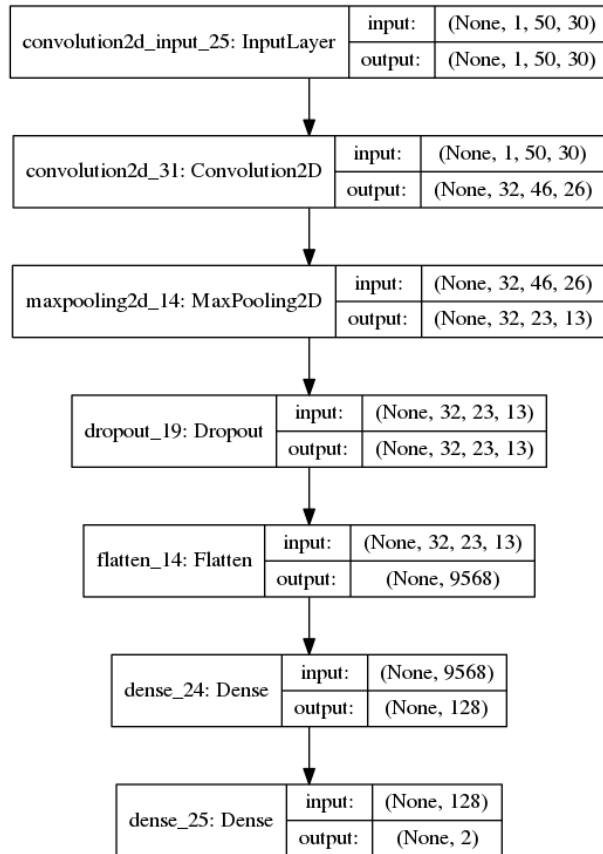 convolution2d_input_25: InputLayer
input: (None, 1, 50, 30)
output: (None, 1, 50, 30)
convolution2d_31: Convolution2D
input: (None, 1, 50, 30)
output: (None, 32, 46, 26)
maxpooling2d_14: MaxPooling2D
input: (None, 32, 46, 26)
output: (None, 32, 23, 13)
dropout_19: Dropout
input: (None, 32, 23, 13)
output: (None, 32, 23, 13)
flatten_14: Flatten
input: (None, 32, 23, 13)
output: (None, 9568)
dense_24: Dense
input: (None, 9568)
output: (None, 128)
dense_25: Dense
input: (None, 128)
output: (None, 2)